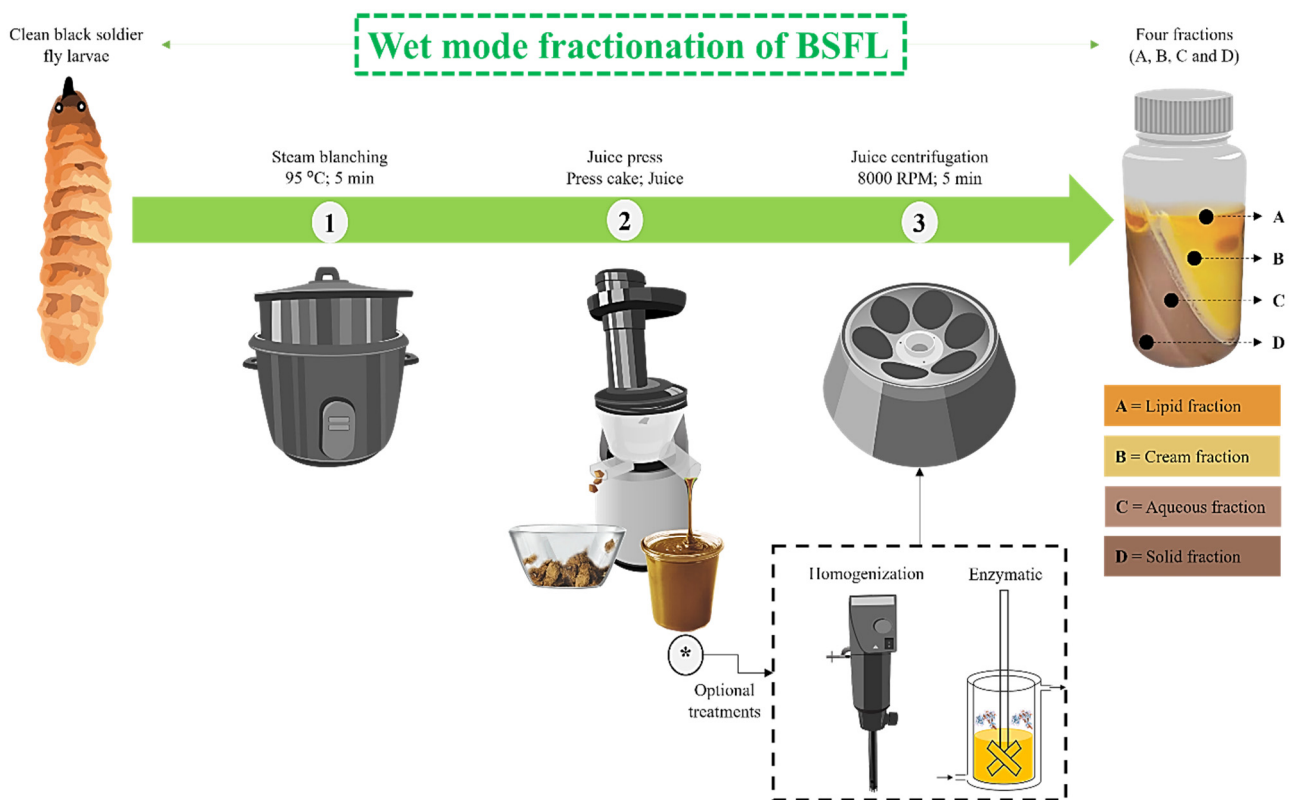 Wet mode fractionation of BSFL
Clean black soldier
fly larvae
Four fractions
(A, B, C and D)
Steam blanching
95 ⁰C; 5 min
Juice press
Press cake; Juice
Juice centrifugation
8000 RPM; 5 min
1
2
3
A
B
C
D
A = Lipid fraction
B = Cream fraction
C = Aqueous fraction
D = Solid fraction
*
Optional
treatments
Homogenization
Enzymatic